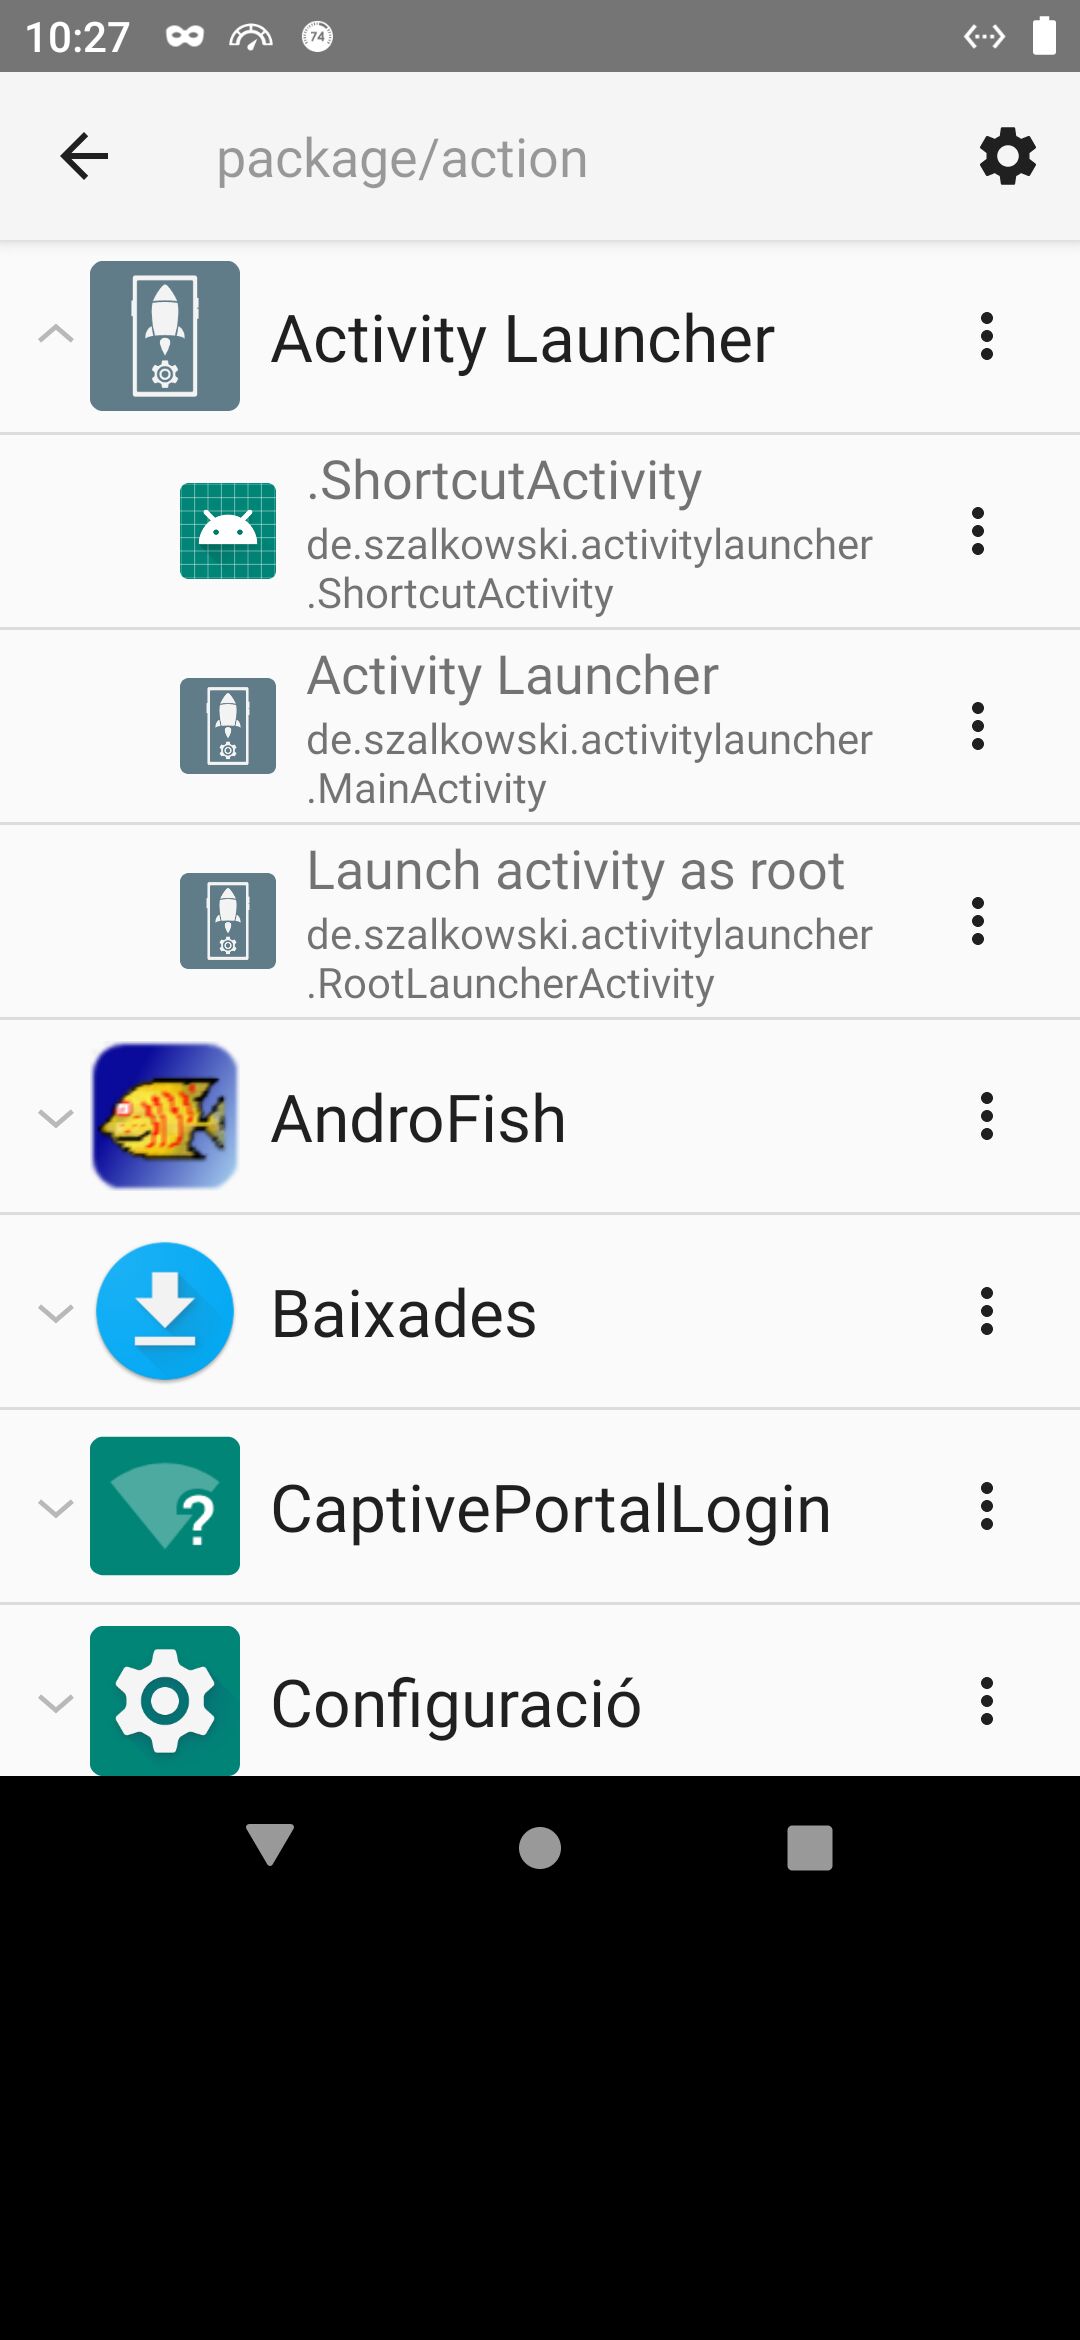 10:27
74
package/action
Activity Launcher
.ShortcutActivity
de.szalkowski.activitylauncher
.ShortcutActivity
Activity Launcher
de.szalkowski.activitylauncher
.MainActivity
Launch activity as root
de.szalkowski.activitylauncher
.RootLauncherActivity
AndroFish
Baixades
?
CaptivePortalLogin
Configuració